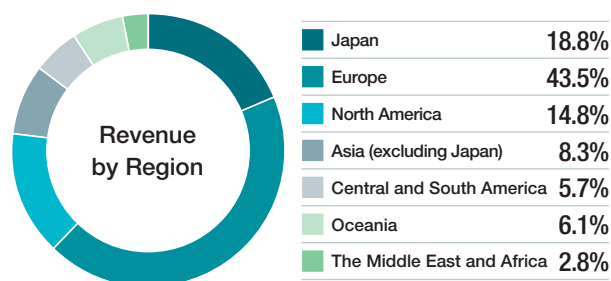 Revenue
by Region
Japan 18.8%
Europe 43.5%
North America 14.8%
Asia (excluding Japan) 8.3%
Central and South America 5.7%
Oceania 6.1%
The Middle East and Africa 2.8%